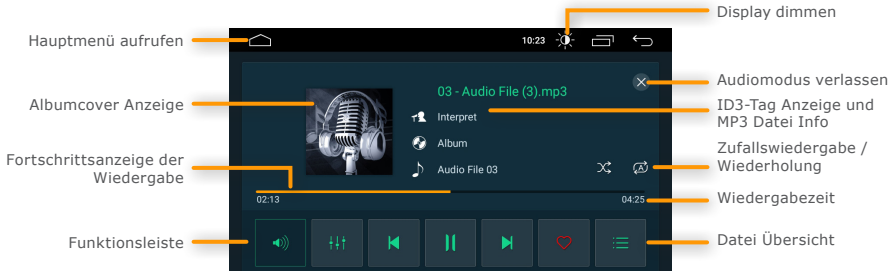 Display dimmen
Hauptmenü aufrufen
10:23
Audiomodus verlassen
Albumcover Anzeige
03 - Audio File (3).mp3
ID3-Tag Anzeige und
MP3 Datei Info
Interpret
Album
Zufallswiedergabe /
Wiederholung
Fortschrittsanzeige der
Wiedergabe
Audio File 03
A
02:13
04:25
Wiedergabezeit
Funktionsleiste
Datei Übersicht